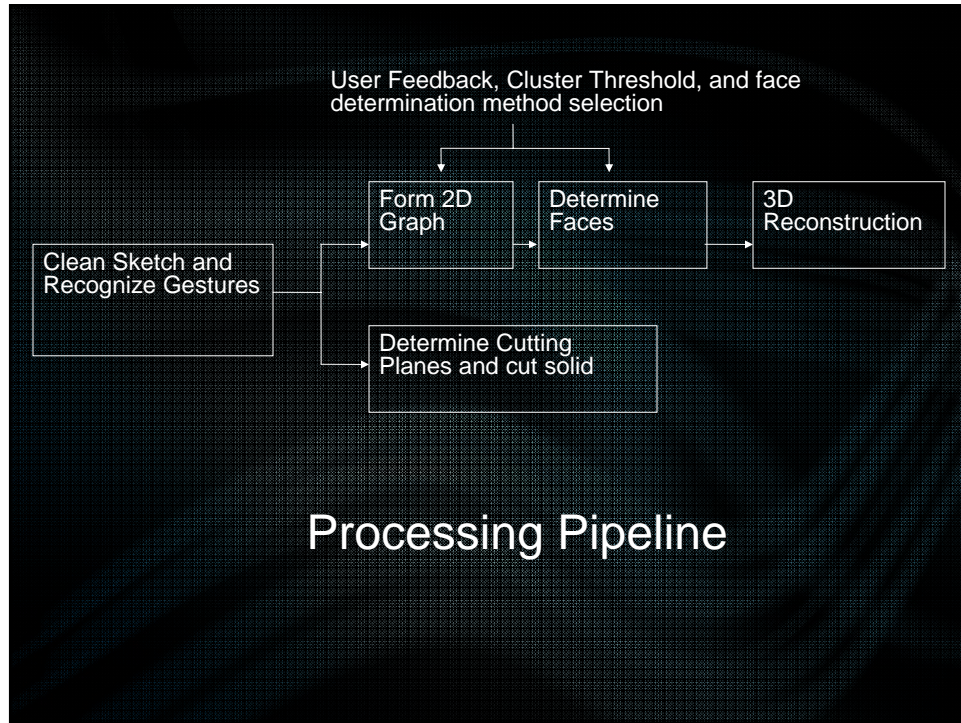 User Feedback, Cluster Threshold, and face
determination method selection
Form 2D
Graph
Determine
Faces
3D
Reconstruction
Clean Sketch and
Recognize Gestures
Determine Cutting
Planes and cut solid
Processing Pipeline